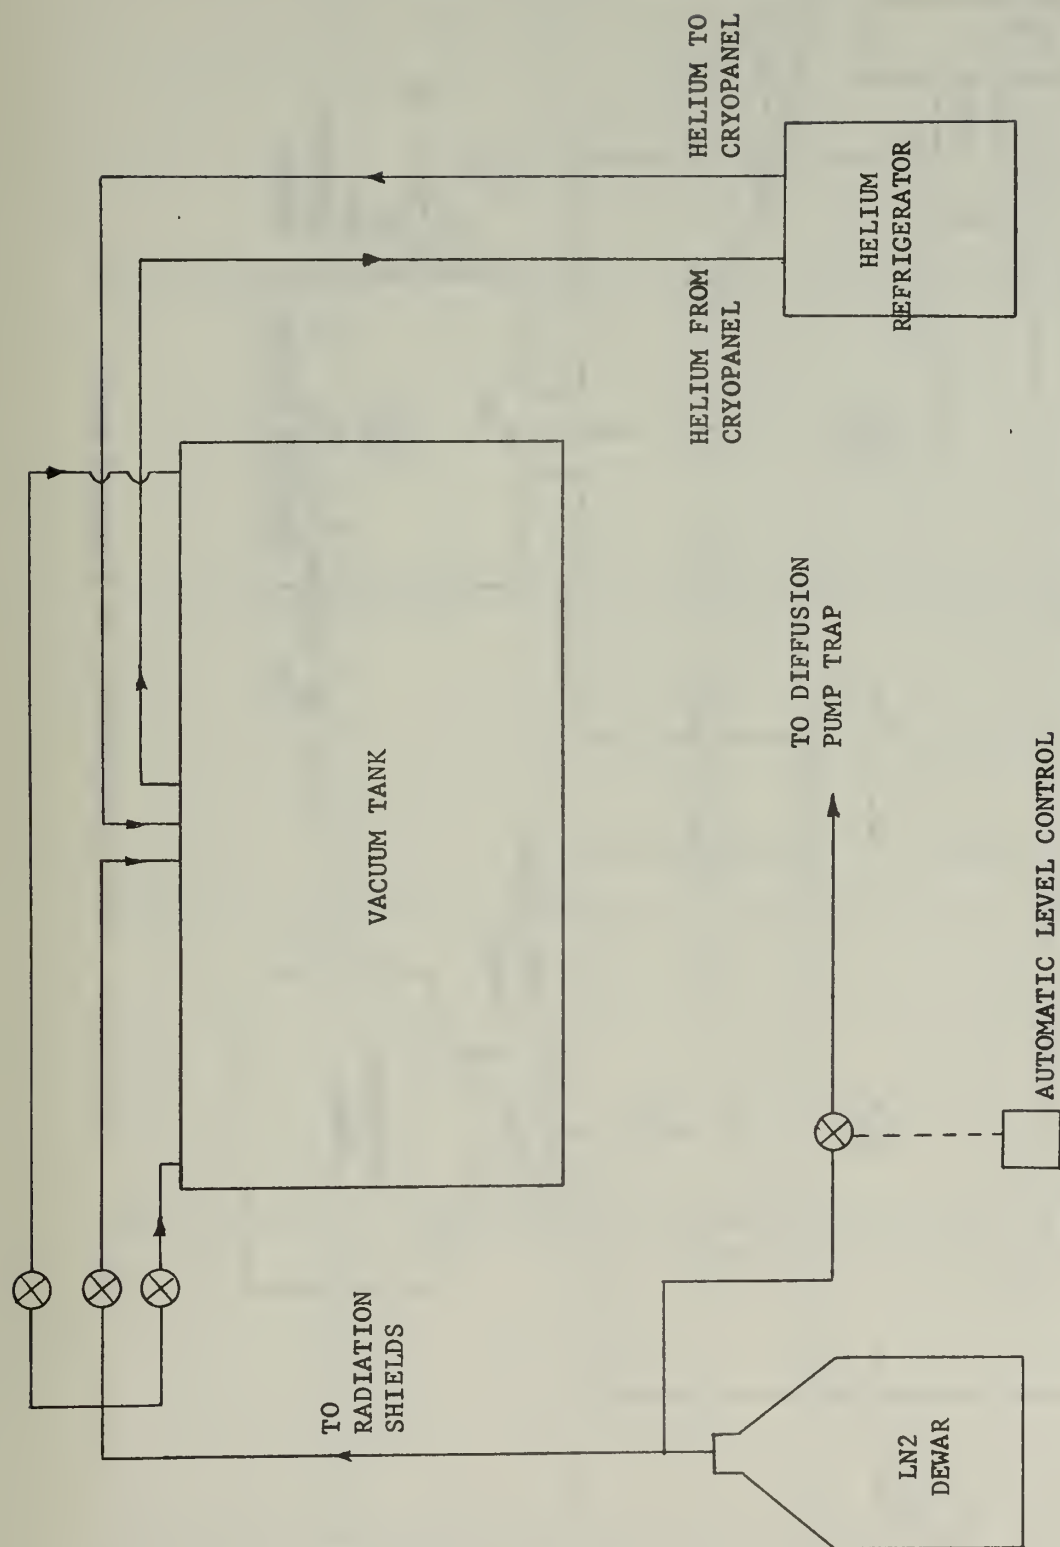 TO
RADIATION
SHIELDS
VACUUM TANK
HELIUM FROM
CRYOPANEL
HELIUM TO
CRYOPANEL
LN2
DEWAR
TO DIFFUSION
PUMP TRAP
AUTOMATIC LEVEL CONTROL
HELIUM
REFRIGERATOR